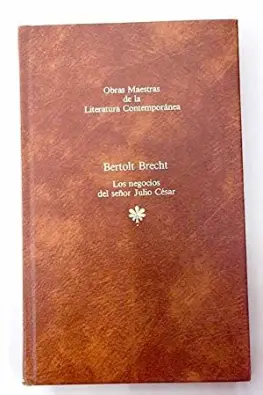 Obras Maestras
de la
Literatura Contemporánea
Bertolt Brecht
Los negocios
del señor Julio César